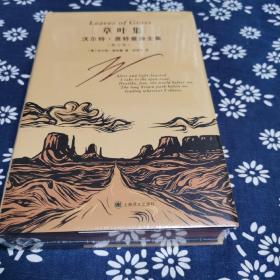 Leaves of Grass
草叶集
沃尔特·惠特曼诗全集
Afoot and light-hearted
I take to the open road,
Healthy, free, the world before me,
The long brown path before me
leading wherever I choose.
上海译文出版社